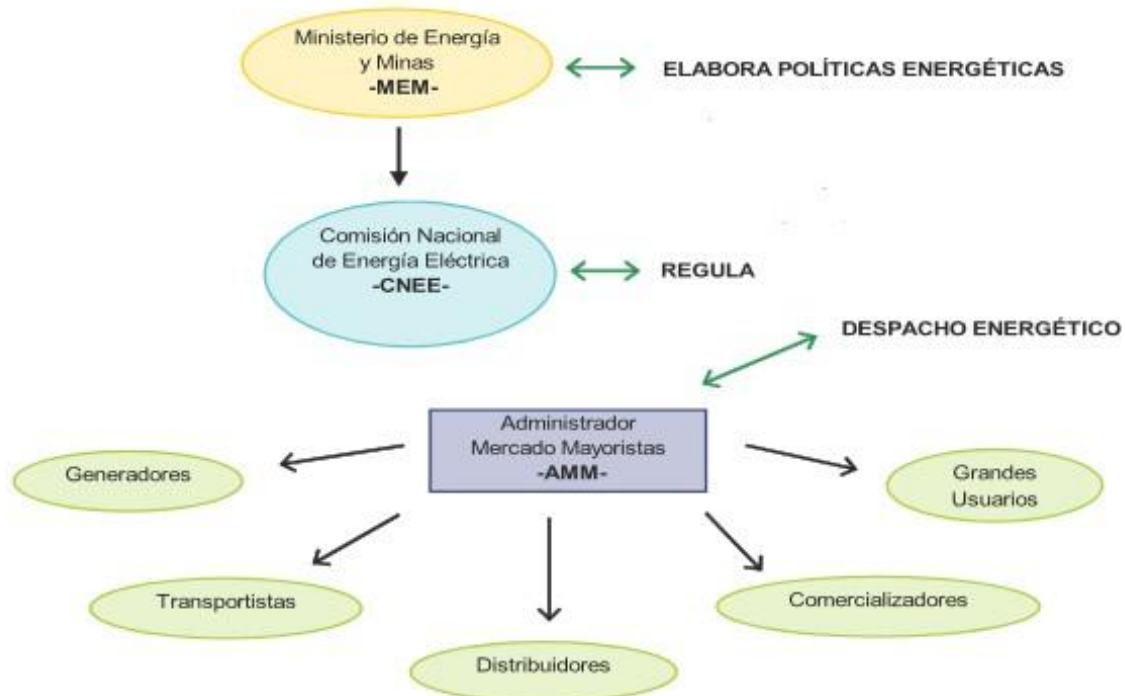 Ministerio de Energía
y Minas
-MEM-
ELABORA POLÍTICAS ENERGÉTICAS
Comisión Nacional
de Energía Eléctrica
-CNEE-
REGULA
DESPACHO ENERGÉTICO
Administrador
Mercado Mayoristas
-AMM-
Generadores
Grandes
Usuarios
Transportistas
Comercializadores
Distribuidores